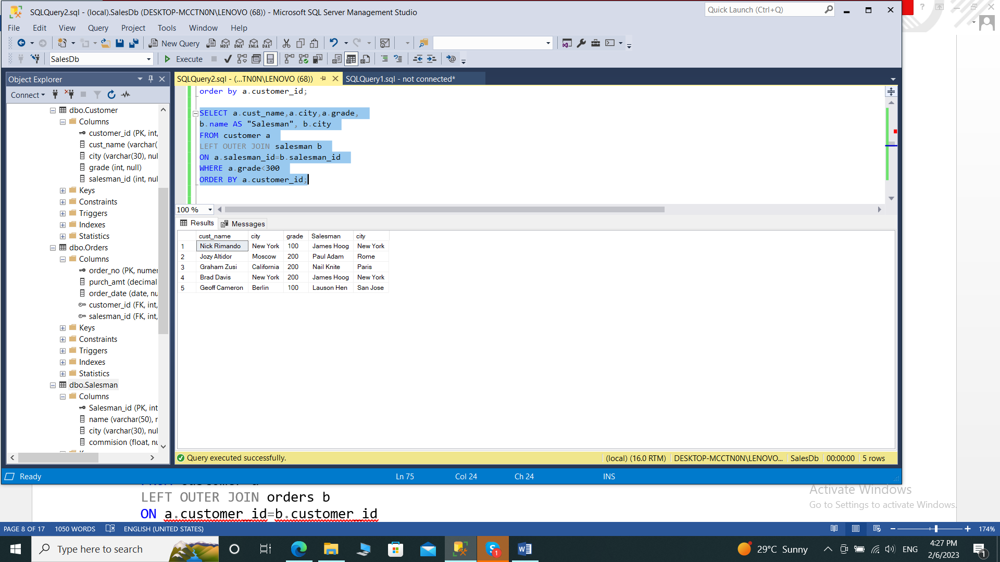 SQLQuery2.sql - (local).SalesDb (DESKTOP-MCCTN0N\LENOVO (68)) - Microsoft SQL Server Management Studio
Quick Launch (Ctrl+Q)
File Edit View Query Project Tools Window Help
New Query
MDX DMX XMLA DAX
SalesDb
Execute
Object Explorer
Connect
dbo.Customer
Columns
customer_id (PK, int,
cust_name (varchar(
city (varchar(30), nul
grade (int, null)
salesman_id (int, nul
Keys
Constraints
Triggers
Indexes
Statistics
dbo.Orders
Columns
order_no (PK, numer
purch_amt (decimal
order_date (date, nu
customer_id (FK, int,
salesman_id (FK, int,
Keys
Constraints
Triggers
Indexes
Statistics
dbo.Salesman
Columns
Salesman_id (PK, int
name (varchar(50), r
city (varchar(30), nul
commision (float, nu
SQLQuery2.sql - (...TN0N\LENOVO (68))
SQLQuery1.sql - not connected*
order by a.customer_id;
SELECT a.cust_name,a.city,a.grade,
b.name AS "Salesman", b.city
FROM customer a
LEFT OUTER JOIN salesman b
ON a.salesman_id=b.salesman_id
WHERE a.grade<300
ORDER BY a.customer_id;
100 %
Results Messages
cust_name city grade Salesman city
1 Nick Rimando New York 100 James Hoog New York
2 Jozy Altidor Moscow 200 Paul Adam Rome
3 Graham Zusi California 200 Nail Knite Paris
4 Brad Davis New York 200 James Hoog New York
5 Geoff Cameron Berlin 100 Lauson Hen San Jose
Query executed successfully.
(local) (16.0 RTM) DESKTOP-MCCTN0N\LENOVO... SalesDb 00:00:00 5 rows
Ready Ln 75 Col 24 Ch 24 INS
LEFT OUTER JOIN orders b
ON a.customer_id=b.customer_id
Activate Windows
Go to Settings to activate Windows.
PAGE 8 OF 17 1050 WORDS ENGLISH (UNITED STATES) 174%
Type here to search
29°C Sunny
ENG
4:27 PM
2/6/2023
1
1